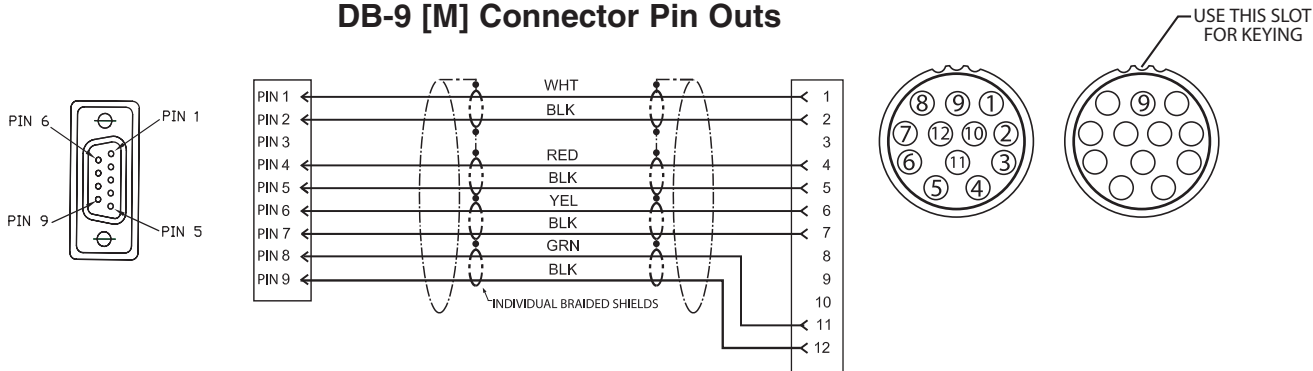 DB-9 [M] Connector Pin Outs
USE THIS SLOT
FOR KEYING
PIN 6
PIN 1
PIN 9
PIN 5
PIN 1 WHT 1
PIN 2 BLK 2
PIN 3 3
PIN 4 RED 4
PIN 5 BLK 5
PIN 6 YEL 6
PIN 7 BLK 7
PIN 8 GRN 8
PIN 9 BLK 9
10
11
12
INDIVIDUAL BRAIDED SHIELDS
8 9 1
7 12 10 2
6 11 3
5 4
9